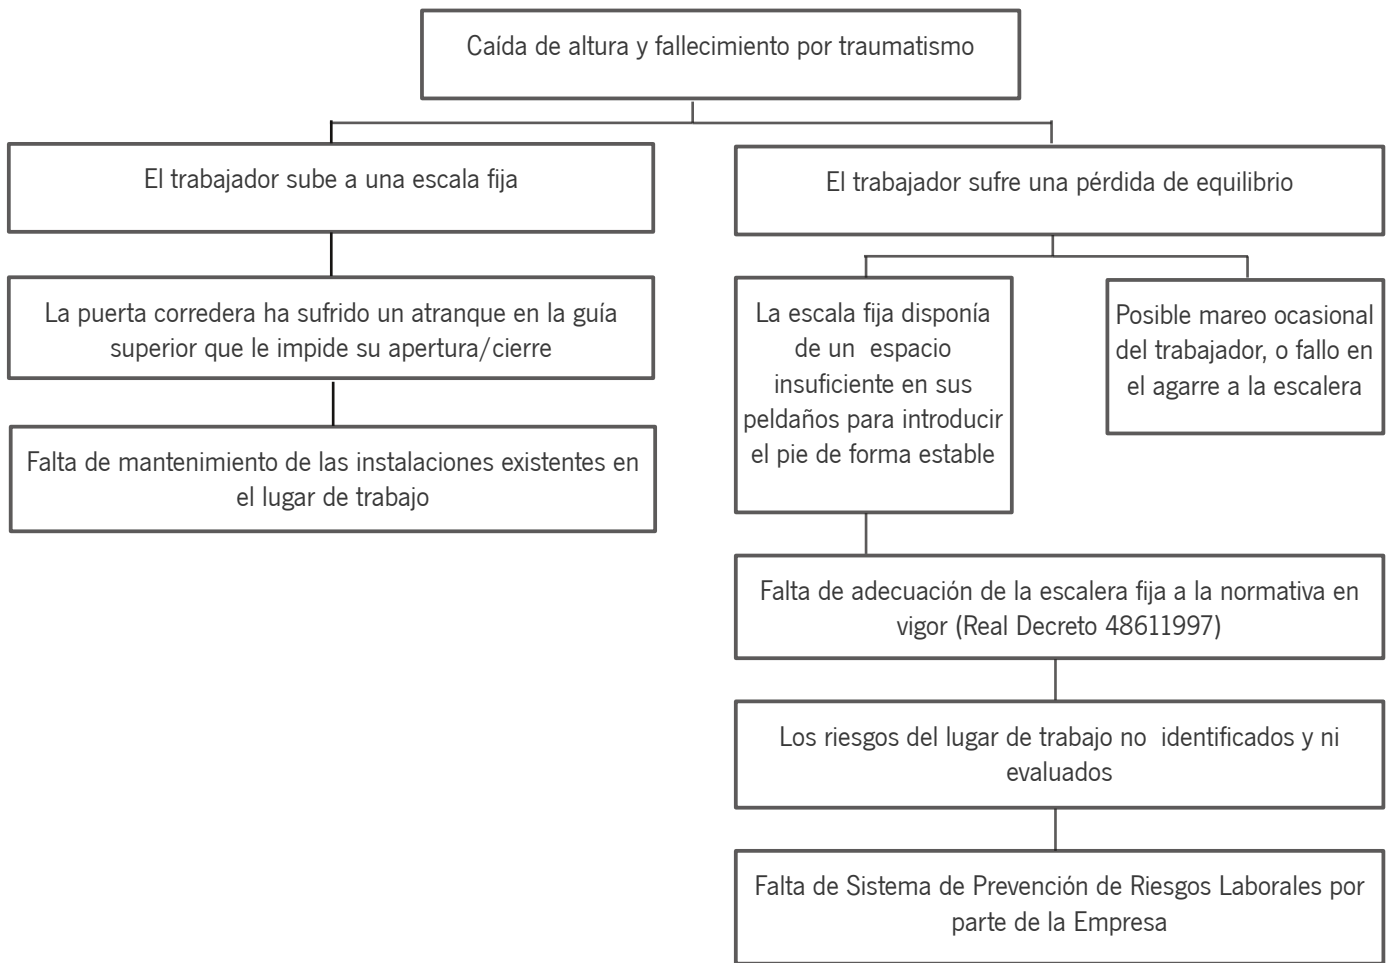 Caída de altura y fallecimiento por traumatismo
El trabajador sube a una escala fija
La puerta corredera ha sufrido un atranque en la guía
superior que le impide su apertura/cierre
Falta de mantenimiento de las instalaciones existentes en
el lugar de trabajo
El trabajador sufre una pérdida de equilibrio
La escala fija disponía
de un espacio
insuficiente en sus
peldaños para introducir
el pie de forma estable
Posible mareo ocasional
del trabajador, o fallo en
el agarre a la escalera
Falta de adecuación de la escalera fija a la normativa en
vigor (Real Decreto 48611997)
Los riesgos del lugar de trabajo no identificados y ni
evaluados
Falta de Sistema de Prevención de Riesgos Laborales por
parte de la Empresa